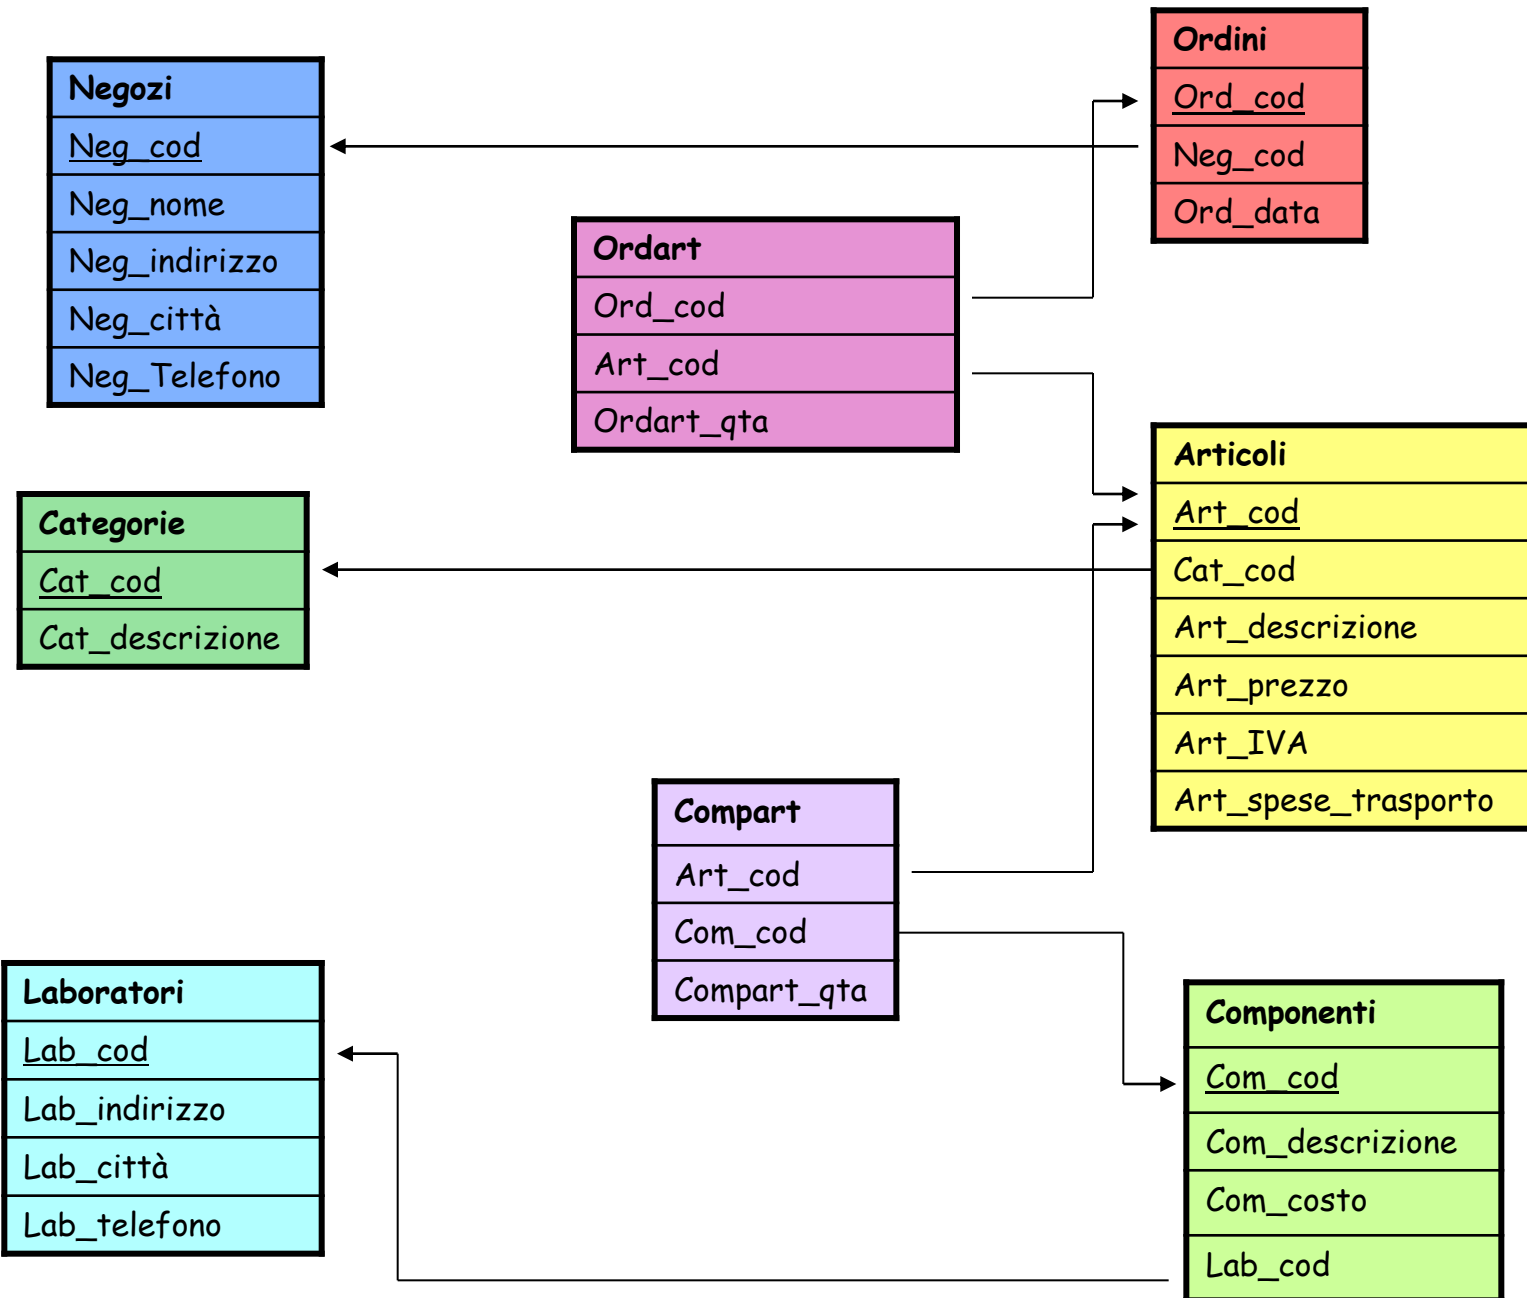 Negozi
Neg_cod
Neg_nome
Neg_indirizzo
Neg_città
Neg_Telefono
Ordini
Ord_cod
Neg_cod
Ord_data
Ordart
Ord_cod
Art_cod
Ordart_qta
Categorie
Cat_cod
Cat_descrizione
Articoli
Art_cod
Cat_cod
Art_descrizione
Art_prezzo
Art_IVA
Art_spese_trasporto
Compart
Art_cod
Com_cod
Compart_qta
Laboratori
Lab_cod
Lab_indirizzo
Lab_città
Lab_telefono
Componenti
Com_cod
Com_descrizione
Com_costo
Lab_cod